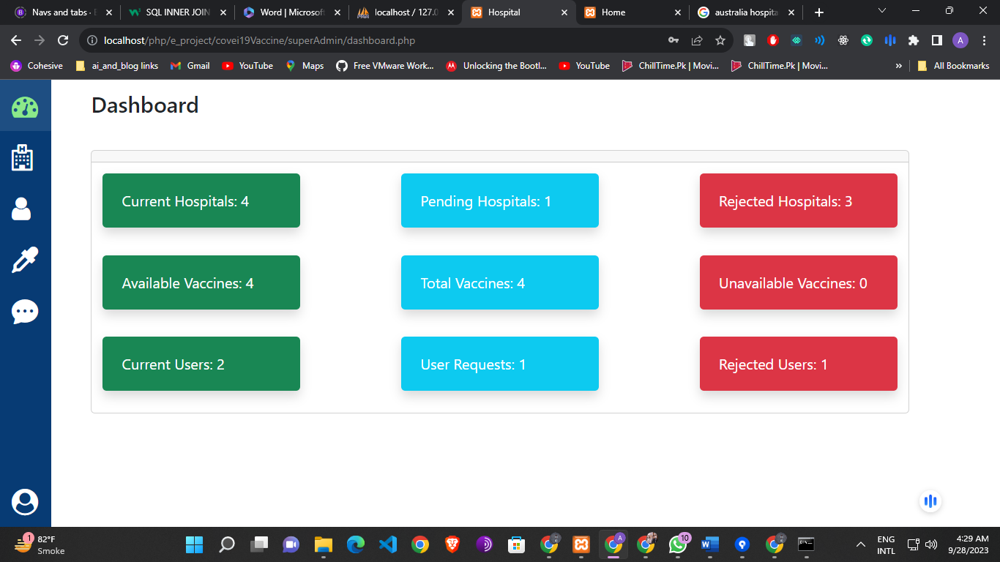 Navs and tabs · B
SQL INNER JOIN
Word | Microsof
localhost / 127.0
Hospital
Home
australia hospita
localhost/php/e_project/covei19Vaccine/superAdmin/dashboard.php
A
Cohesive
ai_and_blog links
Gmail
YouTube
Maps
Free VMware Work...
Unlocking the Bootl...
YouTube
ChillTime.Pk | Movi...
ChillTime.Pk | Movi...
»
All Bookmarks
Dashboard
H
Current Hospitals: 4
Pending Hospitals: 1
Rejected Hospitals: 3
Available Vaccines: 4
Total Vaccines: 4
Unavailable Vaccines: 0
Current Users: 2
User Requests: 1
Rejected Users: 1
1
82°F
Smoke
A
10
W
ENG
INTL
4:29 AM
9/28/2023